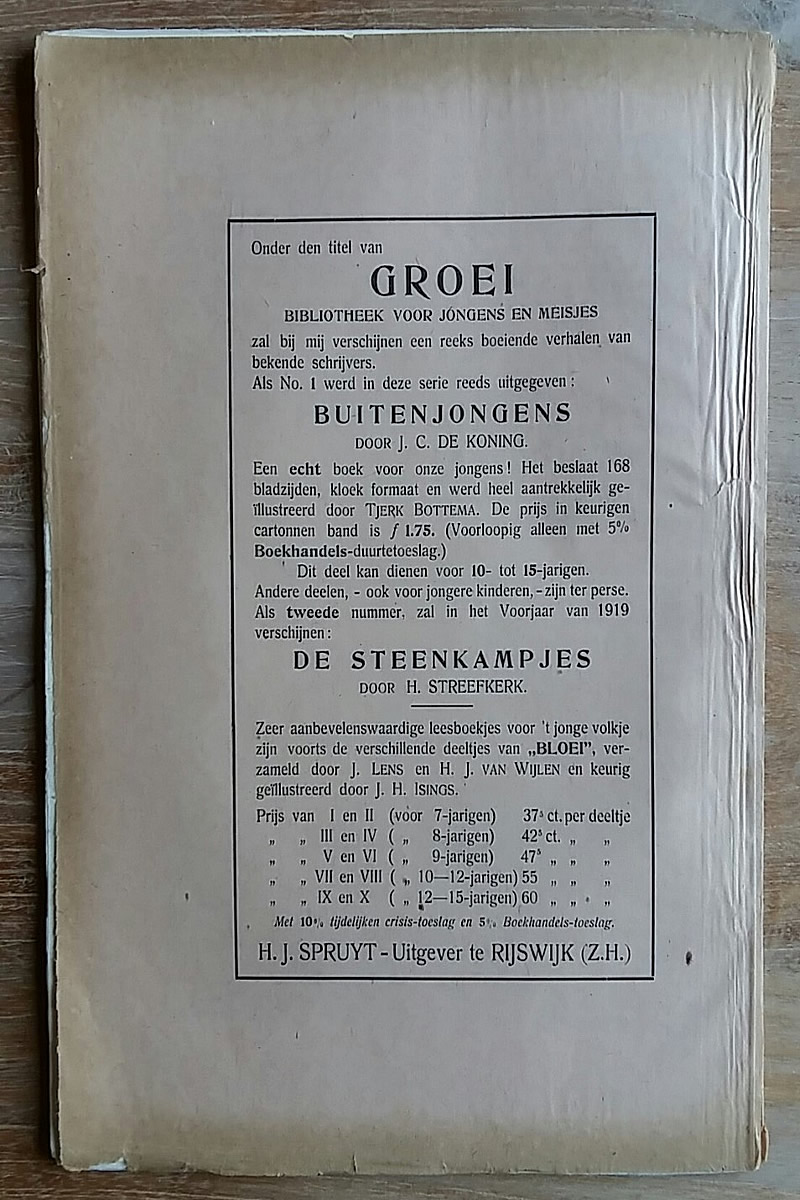 Onder den titel van
GROEI
BIBLIOTHEEK VOOR JONGENS EN MEISJES
zal bij mij verschijnen een reeks boeiende verhalen van
bekende schrijvers.
Als No. 1 werd in deze serie reeds uitgegeven:
BUITENJONGENS
DOOR J. C. DE KONING.
Een echt boek voor onze jongens! Het beslaat 168
bladzijden, kloek formaat en werd heel aantrekkelijk ge-
ïllustreerd door TJERK BOTTEMA. De prijs in keurigen
cartonnen band is f 1.75. (Voorloopig alleen met 5%
Boekhandels-duurtetoeslag.)
Dit deel kan dienen voor 10- tot 15-jarigen.
Andere deelen, - ook voor jongere kinderen, - zijn ter perse.
Als tweede nummer, zal in het Voorjaar van 1919
verschijnen:
DE STEENKAMPJES
DOOR H. STREEFKERK.
Zeer aanbevelenswaardige leesboekjes voor 't jonge volkje
zijn voorts de verschillende deeltjes van „BLOEI”, ver-
zameld door J. LENS en H. J. VAN WIJLEN en keurig
geïllustreerd door J. H. ISINGS.
Prijs van I en II (voor 7-jarigen) 37⁵ ct. per deeltje
„ „ III en IV ( „ 8-jarigen) 42⁵ ct. „ „
„ „ V en VI ( „ 9-jarigen) 47⁵ „ „ „
„ „ VII en VIII ( „ 10—12-jarigen) 55 „ „ „
„ „ IX en X ( „ 12—15-jarigen) 60 „ „ „
Met 10% tijdelijken crisis-toeslag en 5% Boekhandels-toeslag.
H. J. SPRUYT - Uitgever te RIJSWIJK (Z.H.)